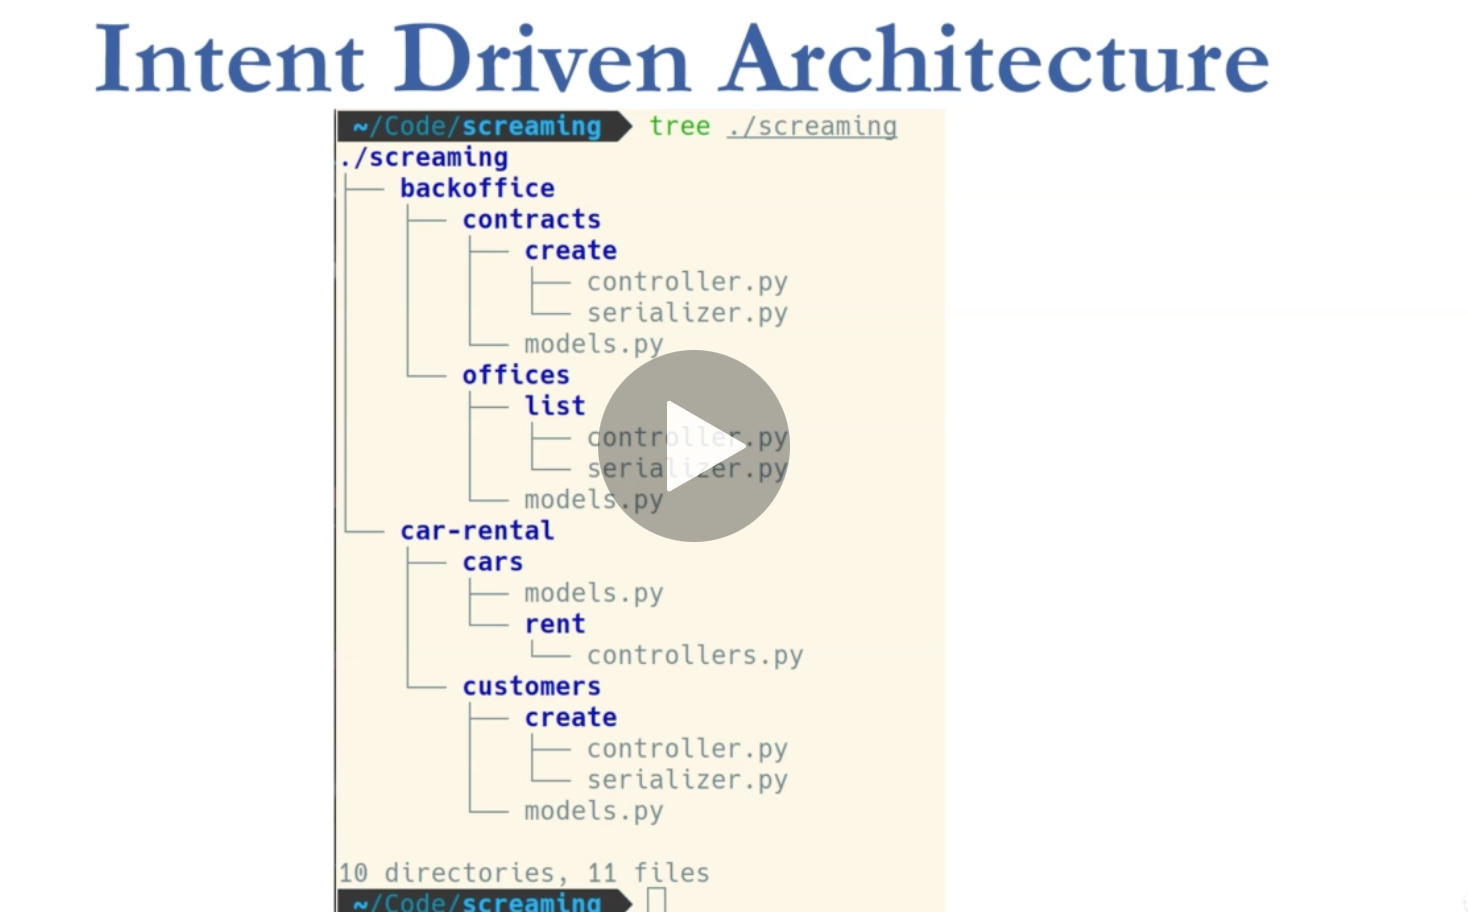 Intent Driven Architecture
~/Code/screaming tree ./screaming
./screaming
├── backoffice
│   ├── contracts
│   │   ├── create
│   │   │   ├── controller.py
│   │   │   └── serializer.py
│   │   └── models.py
│   └── offices
│       ├── list
│       │   ├── controller.py
│       │   └── serializer.py
│       └── models.py
└── car-rental
    ├── cars
    │   ├── models.py
    │   └── rent
    │       └── controllers.py
    └── customers
        ├── create
        │   ├── controller.py
        │   └── serializer.py
        └── models.py
10 directories, 11 files
~/Code/screaming